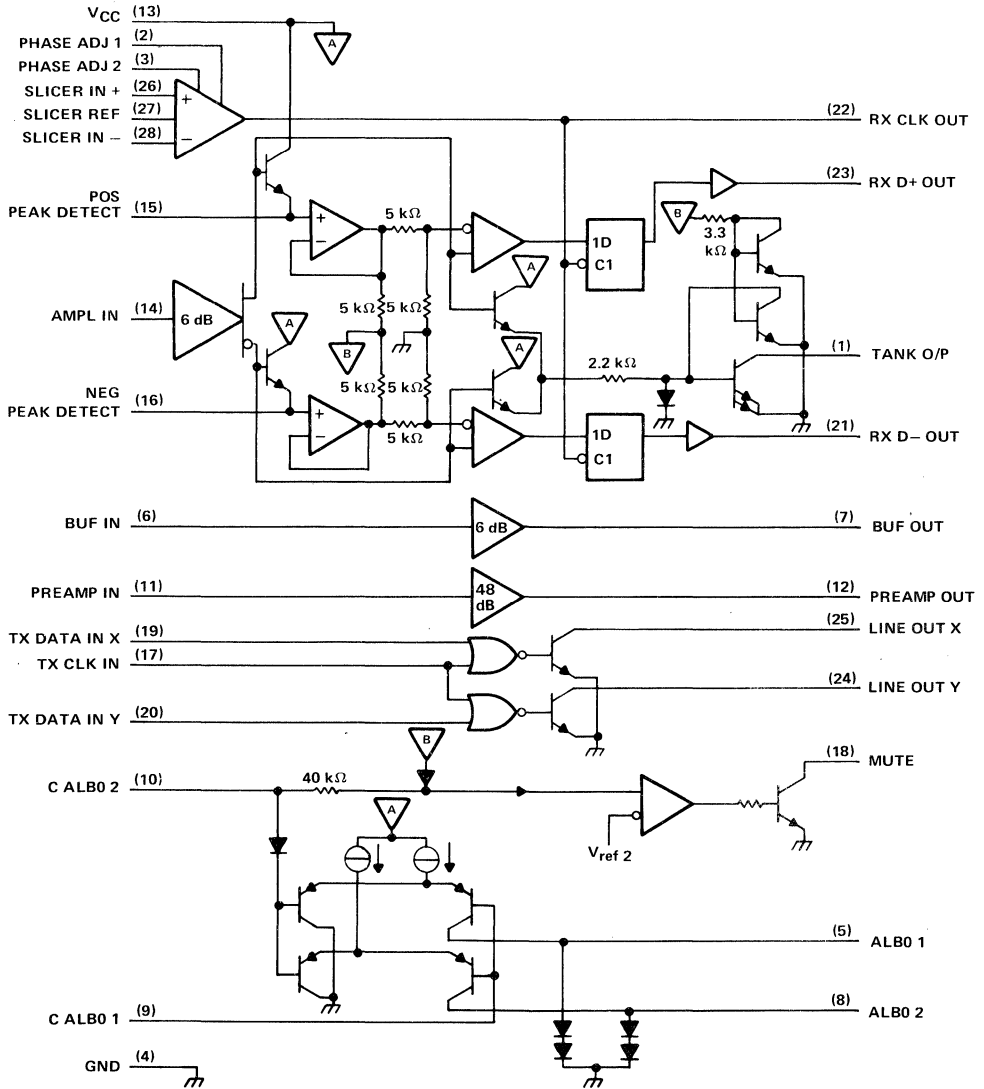 VCC (13)
A
PHASE ADJ 1 (2)
PHASE ADJ 2 (3)
SLICER IN + (26)
+
SLICER REF (27)
(22) RX CLK OUT
SLICER IN − (28)
−
(23) RX D+ OUT
POS
PEAK DETECT (15)
+
−
5 kΩ
1D
C1
B
3.3
kΩ
A
5 kΩ 5 kΩ
AMPL IN (14)
6 dB
A
B
A
(1) TANK O/P
2.2 kΩ
5 kΩ 5 kΩ
NEG
PEAK DETECT (16)
+
−
5 kΩ
1D
C1
(21) RX D− OUT
BUF IN (6)
6 dB
(7) BUF OUT
PREAMP IN (11)
48
dB
(12) PREAMP OUT
TX DATA IN X (19)
(25) LINE OUT X
TX CLK IN (17)
(24) LINE OUT Y
TX DATA IN Y (20)
B
(18) MUTE
C ALB0 2 (10)
40 kΩ
A
Vref 2
(5) ALB0 1
(8) ALB0 2
C ALB0 1 (9)
GND (4)